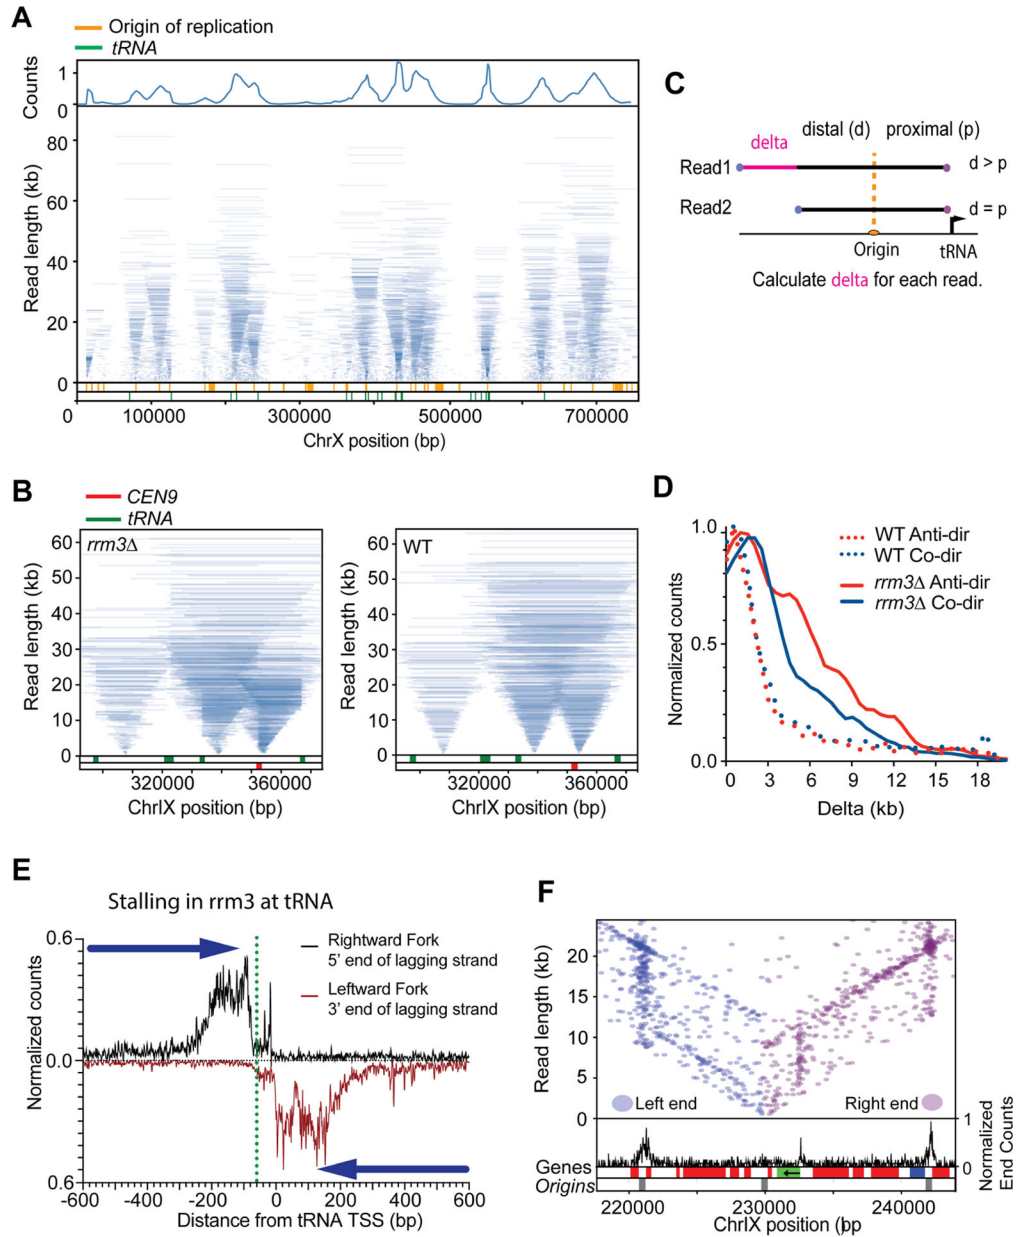 A
Origin of replication
tRNA
Counts
1
0
Read length (kb)
80
60
40
20
0
0 100000 300000 500000 700000
ChrX position (bp)
C
distal (d) proximal (p)
delta
Read1 d > p
Read2 d = p
Origin tRNA
Calculate delta for each read.
B
CEN9
tRNA
rrm3Δ
Read length (kb)
60
50
40
30
20
10
0
320000 360000
ChrIX position (bp)
WT
Read length (kb)
60
50
40
30
20
10
0
320000 360000
ChrIX position (bp)
D
WT Anti-dir
WT Co-dir
rrm3Δ Anti-dir
rrm3Δ Co-dir
Normalized counts
1.0
0.5
0
0 3 6 9 12 15 18
Delta (kb)
E
Stalling in rrm3 at tRNA
Rightward Fork
5' end of lagging strand
Leftward Fork
3' end of lagging strand
Normalized counts
0.6
0.0
0.6
-600 -400 -200 0 200 400 600
Distance from tRNA TSS (bp)
F
Read length (kb)
20
15
10
5
0
Left end Right end
1
0
Normalized
End Counts
Genes
Origins
220000 230000 240000
ChrIX position (bp)